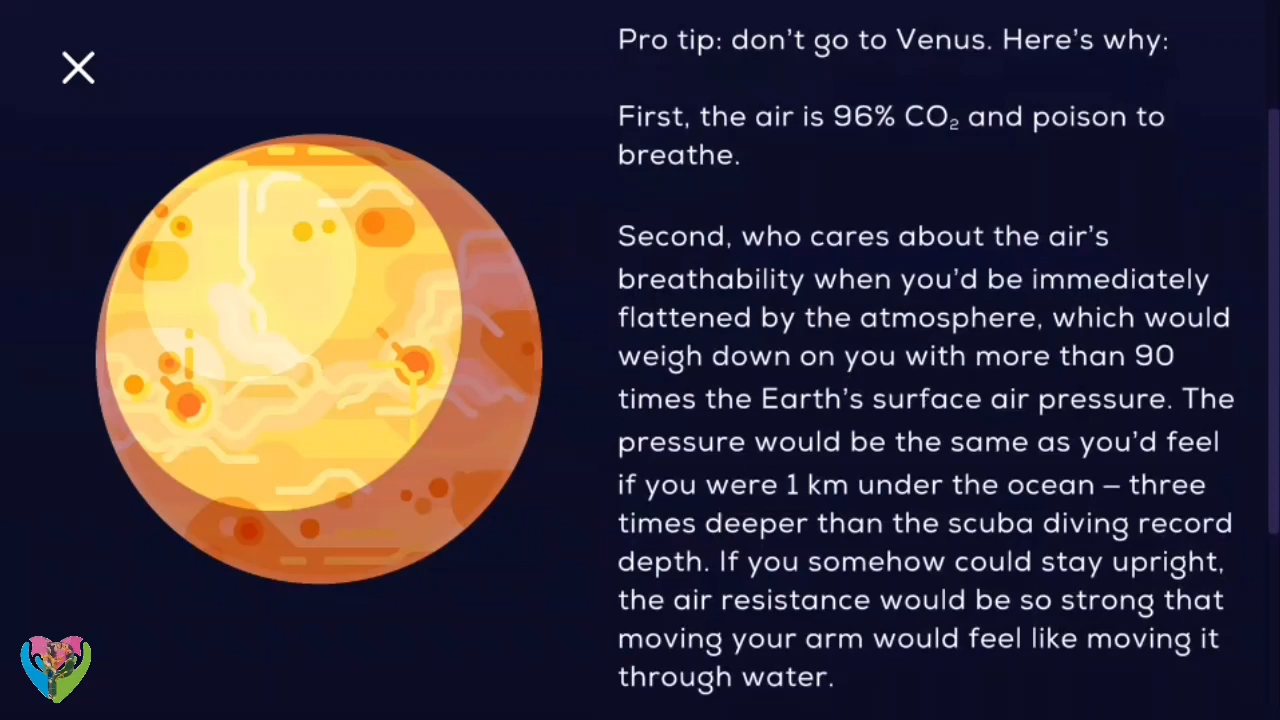 Pro tip: don't go to Venus. Here's why:
First, the air is 96% CO₂ and poison to
breathe.
Second, who cares about the air's
breathability when you'd be immediately
flattened by the atmosphere, which would
weigh down on you with more than 90
times the Earth's surface air pressure. The
pressure would be the same as you'd feel
if you were 1 km under the ocean – three
times deeper than the scuba diving record
depth. If you somehow could stay upright,
the air resistance would be so strong that
moving your arm would feel like moving it
through water.